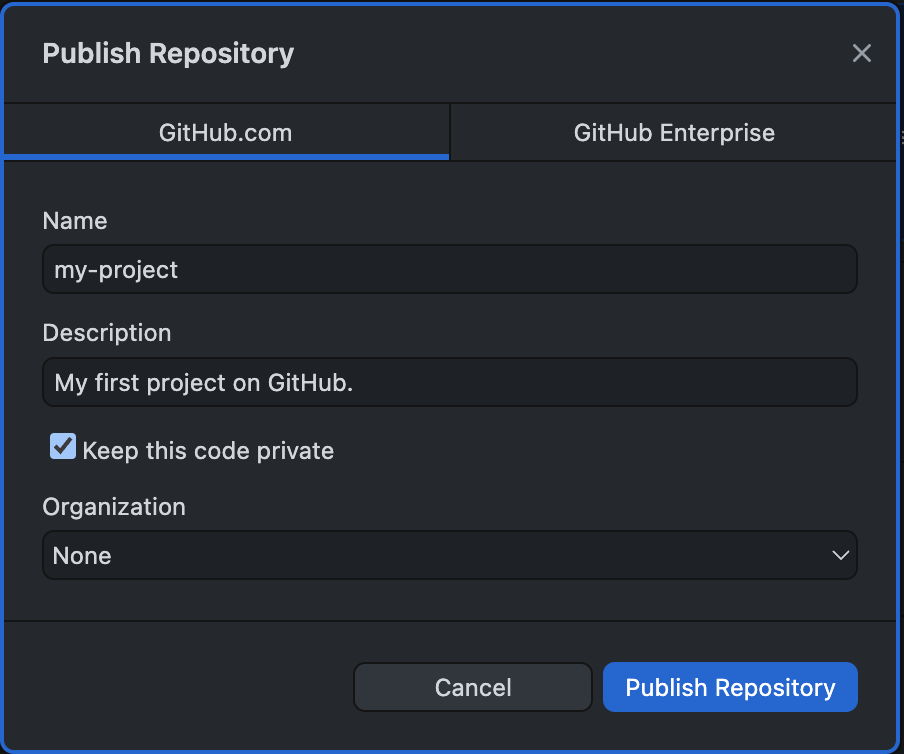 Publish Repository
GitHub.com
GitHub Enterprise
Name
my-project
Description
My first project on GitHub.
Keep this code private
Organization
None
Cancel
Publish Repository